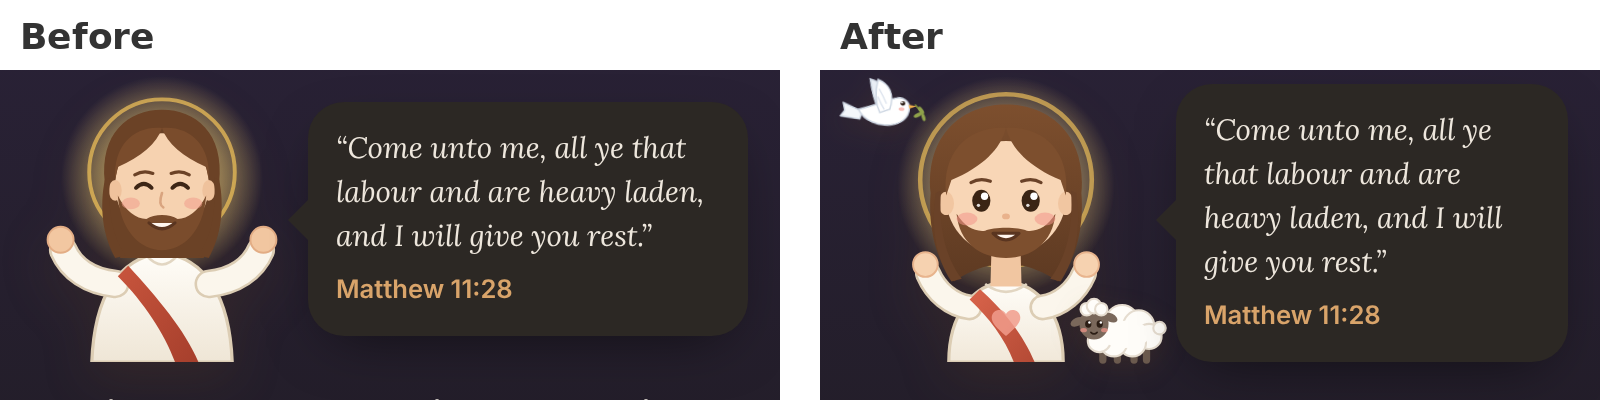 Before
After
“Come unto me, all ye that
labour and are heavy laden,
and I will give you rest.”
Matthew 11:28
“Come unto me, all ye
that labour and are
heavy laden, and I will
give you rest.”
Matthew 11:28